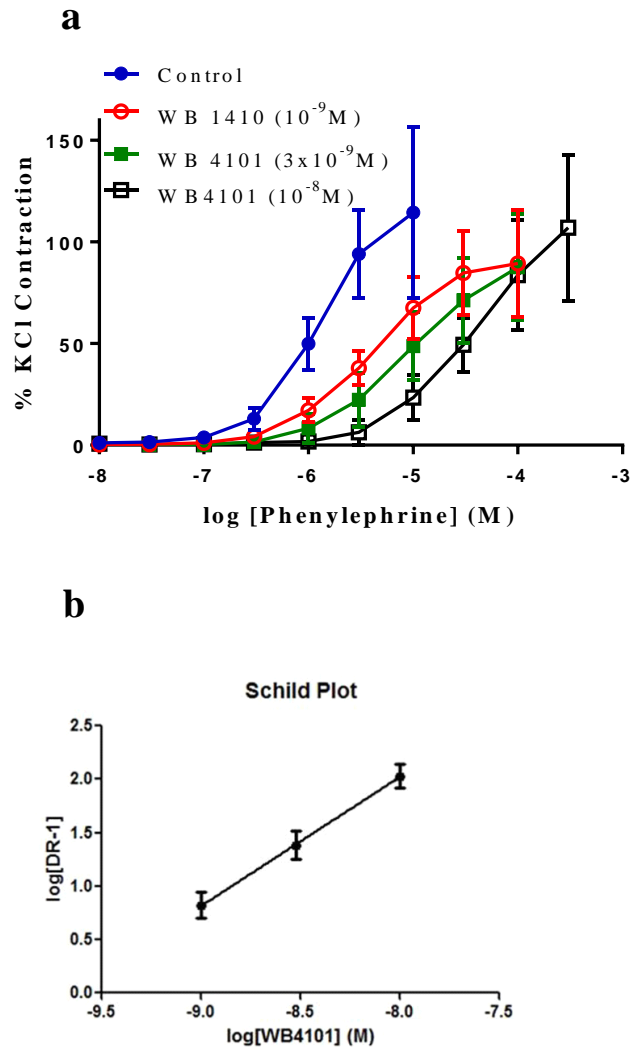 a
Control
WB 1410 (10⁻⁹M)
WB 4101 (3x10⁻⁹M)
WB4101 (10⁻⁸M)
150
100
50
0
% KCl Contraction
-8 -7 -6 -5 -4 -3
log [Phenylephrine] (M)
b
Schild Plot
2.5
2.0
1.5
1.0
0.5
0.0
log[DR-1]
-9.5 -9.0 -8.5 -8.0 -7.5
log[WB4101] (M)